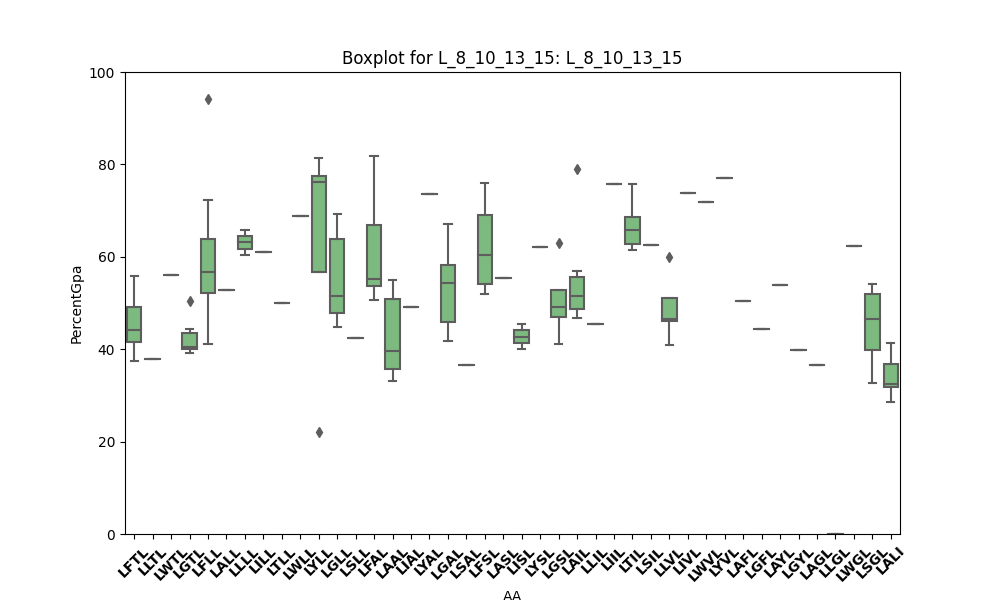 Boxplot for L_8_10_13_15: L_8_10_13_15
100
80
60
40
20
0
PercentGpa
LFTL LLTL LWTL LGTL LFLL LALL LLLL LILL LTLL LWLL LYLL LGLL LSLL LFAL LAAL LIAL LYAL LGAL LSAL LFSL LASL LISL LYSL LGSL LAIL LLIL LIIL LTIL LSIL LLVL LIVL LWVL LYVL LAFL LGFL LAYL LGYL LAGL LLGL LWGL LSGL LALI
AA